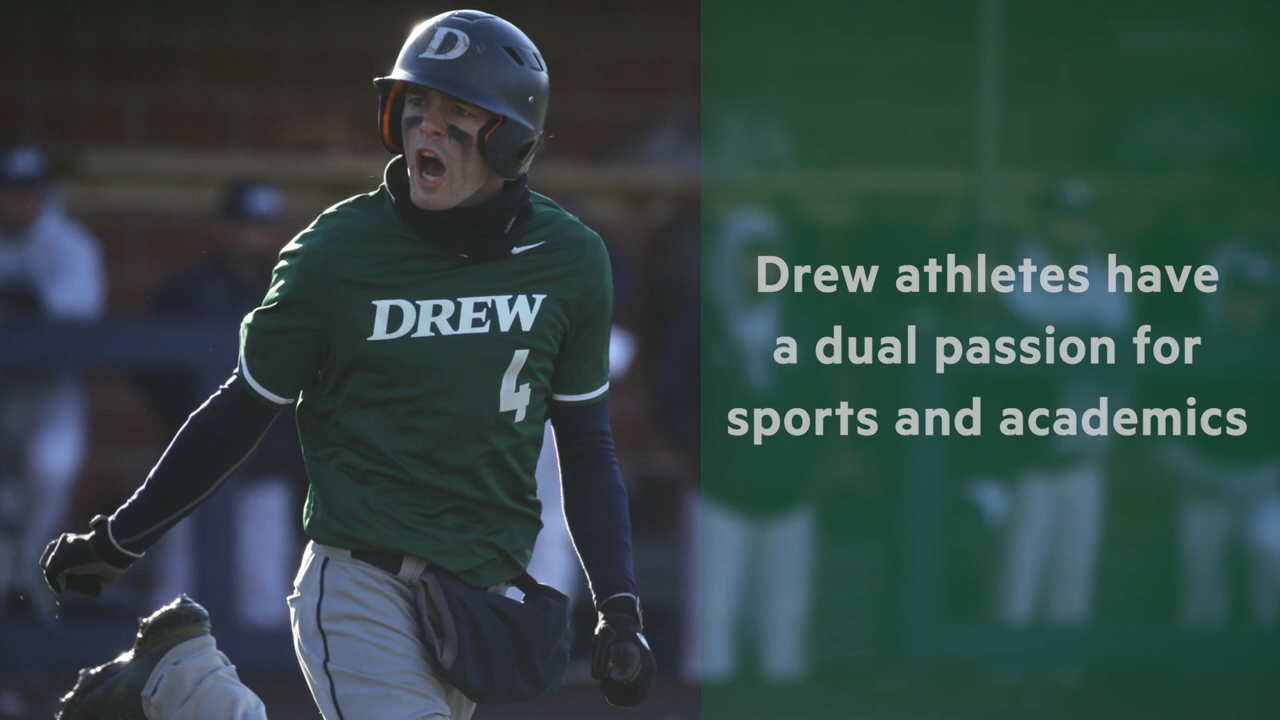 D
DREW
4
Drew athletes have
a dual passion for
sports and academics